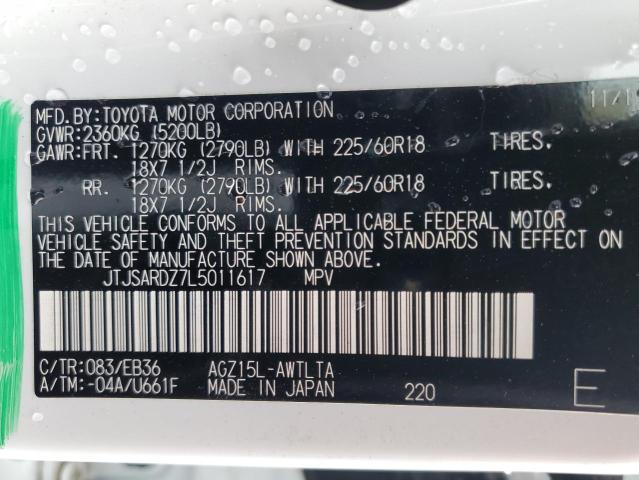 MFD.BY:TOYOTA MOTOR CORPORATION 11/1
GVWR:2360KG (5200LB)
GAWR:FRT. 1270KG (2790LB) WITH 225/60R18 TIRES.
18X7 1/2J RIMS.
RR. 1270KG (2790LB) WITH 225/60R18 TIRES.
18X7 1/2J RIMS.
THIS VEHICLE CONFORMS TO ALL APPLICABLE FEDERAL MOTOR
VEHICLE SAFETY AND THEFT PREVENTION STANDARDS IN EFFECT ON
THE DATE OF MANUFACTURE SHOWN ABOVE.
JTJSARDZ7L5011617 MPV
C/TR:083/EB36 AGZ15L-AWTLTA
A/TM:-04A/U661F MADE IN JAPAN 220 E